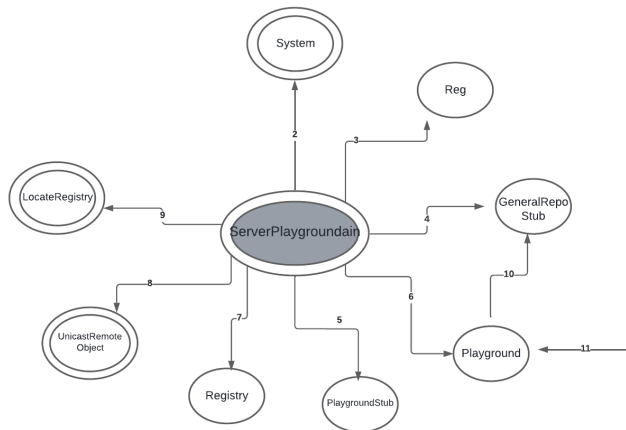 System
Reg
2
3
LocateRegistry
9
GeneralRepo
Stub
4
ServerPlaygroundain
10
8
6
7
5
UnicastRemote
Object
Playground
11
Registry
PlaygroundStub